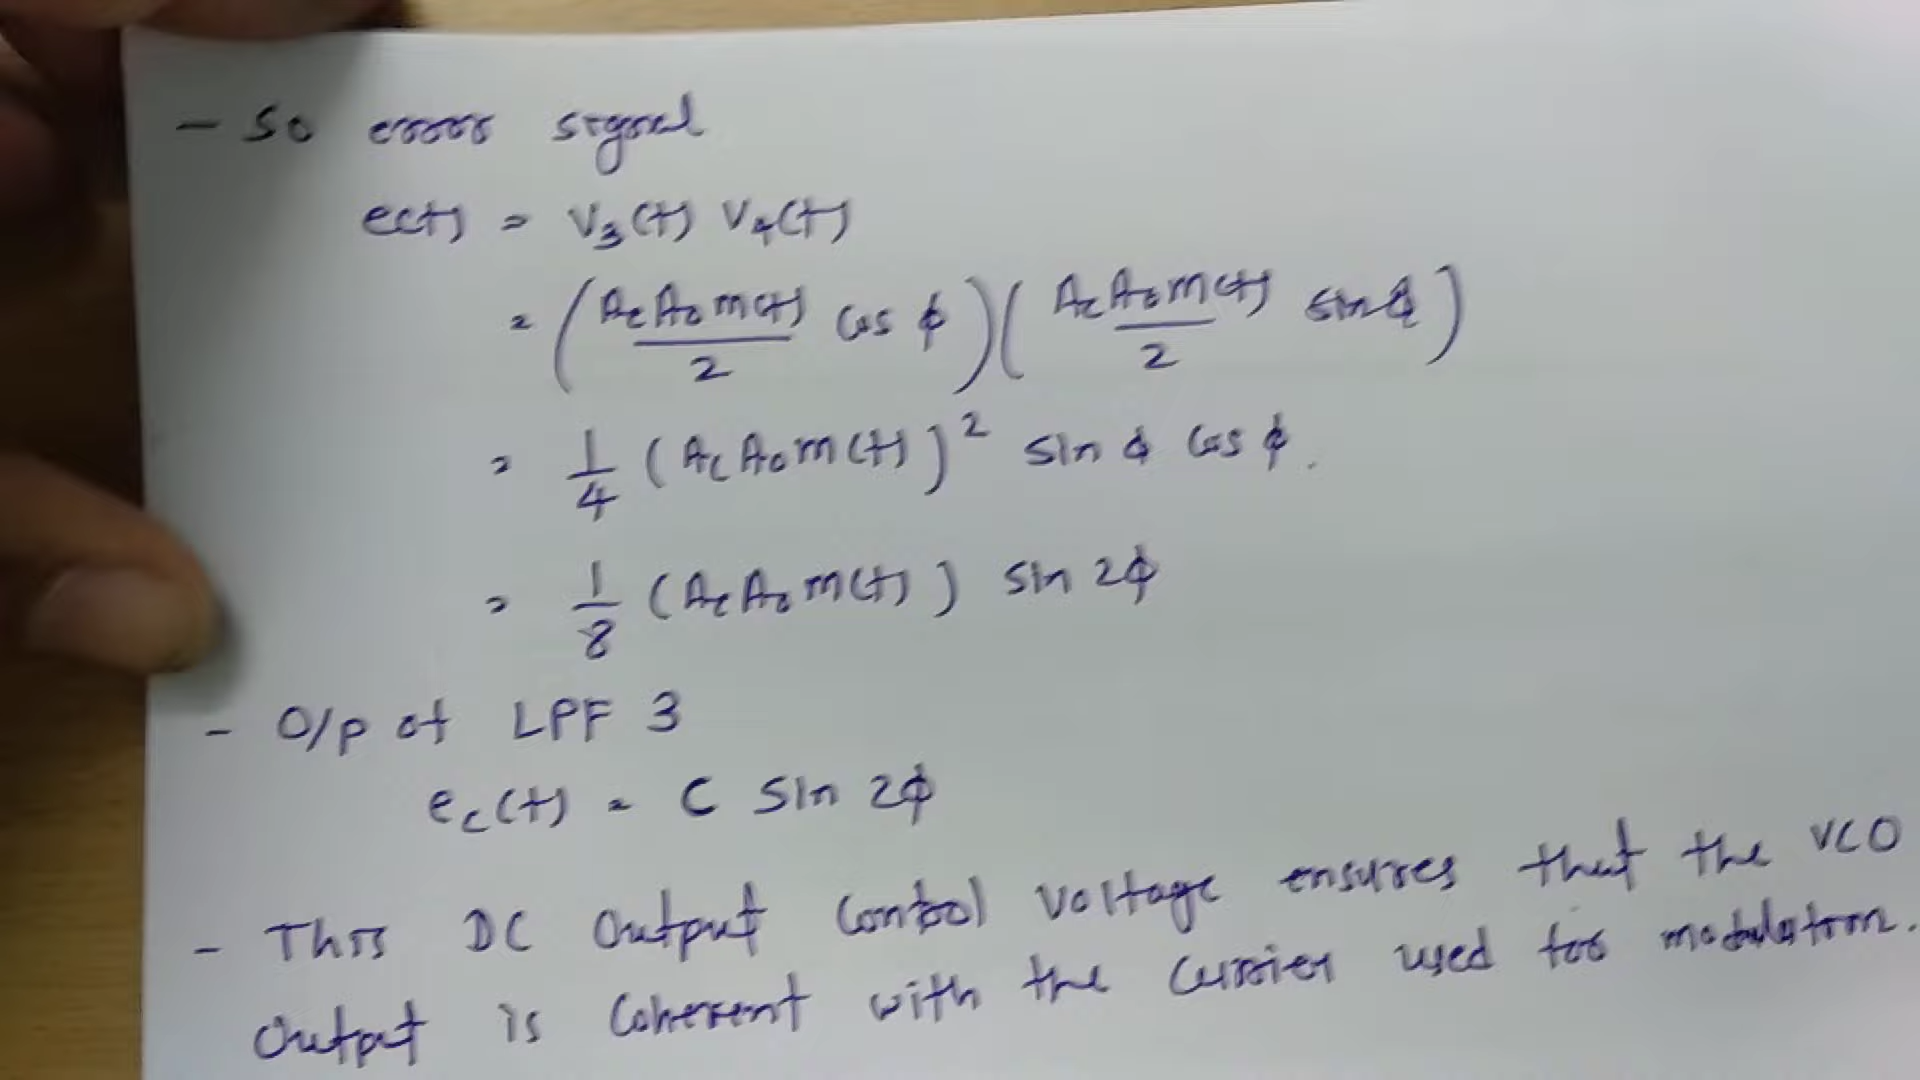 - So error signal
e(t) = V₃(t) V₄(t)
= (AcA₀m(t)/2 cos φ)(AcA₀m(t)/2 sin φ)
= 1/4 (AcA₀m(t))² sin φ cos φ.
= 1/8 (AcA₀m(t)) sin 2φ
- O/p of LPF 3
ec(t) = C sin 2φ
- This DC output control voltage ensures that the VCO
output is coherent with the carrier used for modulation.